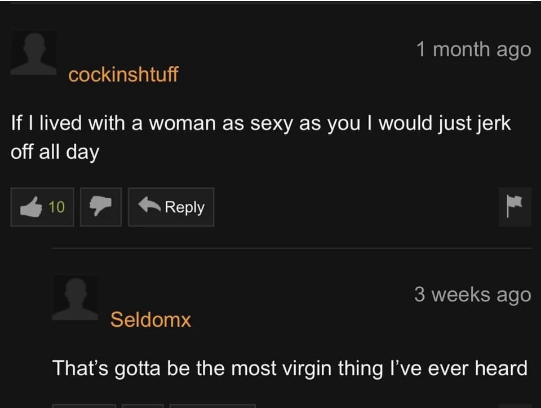 1 month ago
cockinshtuff
If I lived with a woman as sexy as you I would just jerk
off all day
10 Reply
3 weeks ago
Seldomx
That's gotta be the most virgin thing I've ever heard